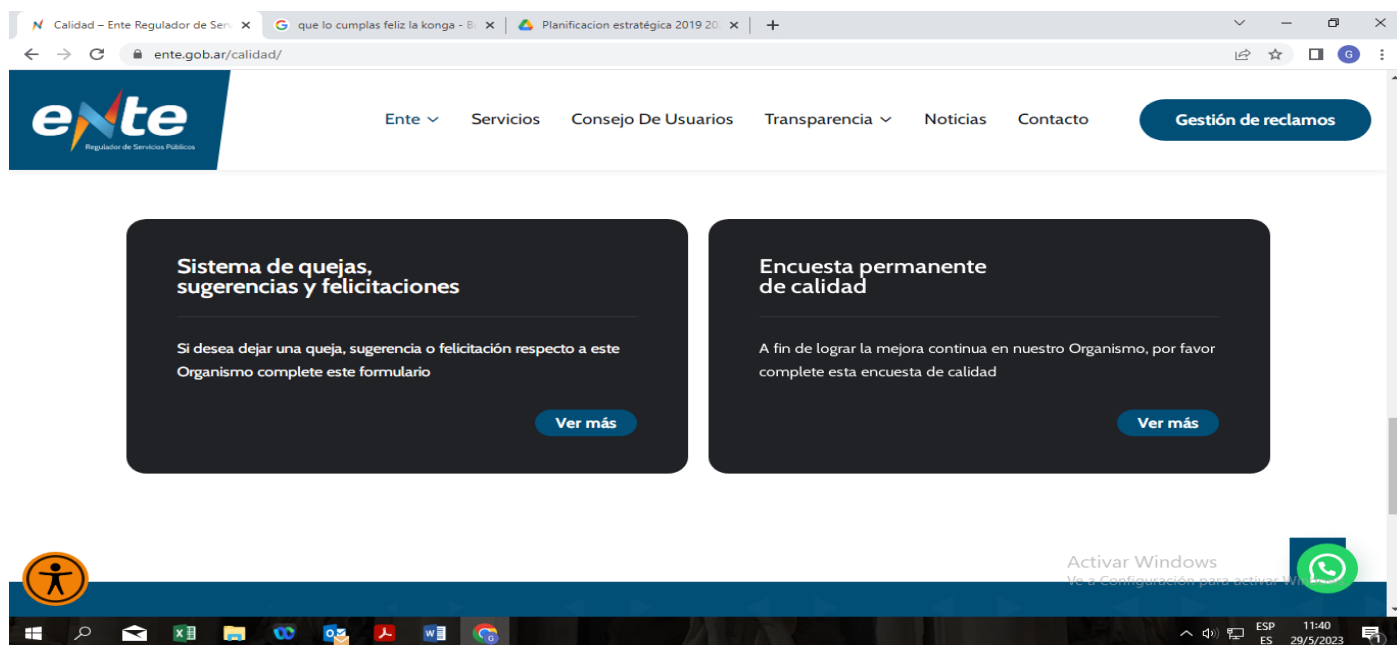 Calidad – Ente Regulador de Ser
que lo cumplas feliz la konga - B
Planificacion estratégica 2019 20
ente.gob.ar/calidad/
G
ente
Regulador de Servicios Públicos
Ente
Servicios
Consejo De Usuarios
Transparencia
Noticias
Contacto
Gestión de reclamos
Sistema de quejas,
sugerencias y felicitaciones
Si desea dejar una queja, sugerencia o felicitación respecto a este
Organismo complete este formulario
Ver más
Encuesta permanente
de calidad
A fin de lograr la mejora continua en nuestro Organismo, por favor
complete esta encuesta de calidad
Ver más
Activar Windows
Ve a Configuración para activar
ESP
ES
11:40
29/5/2023